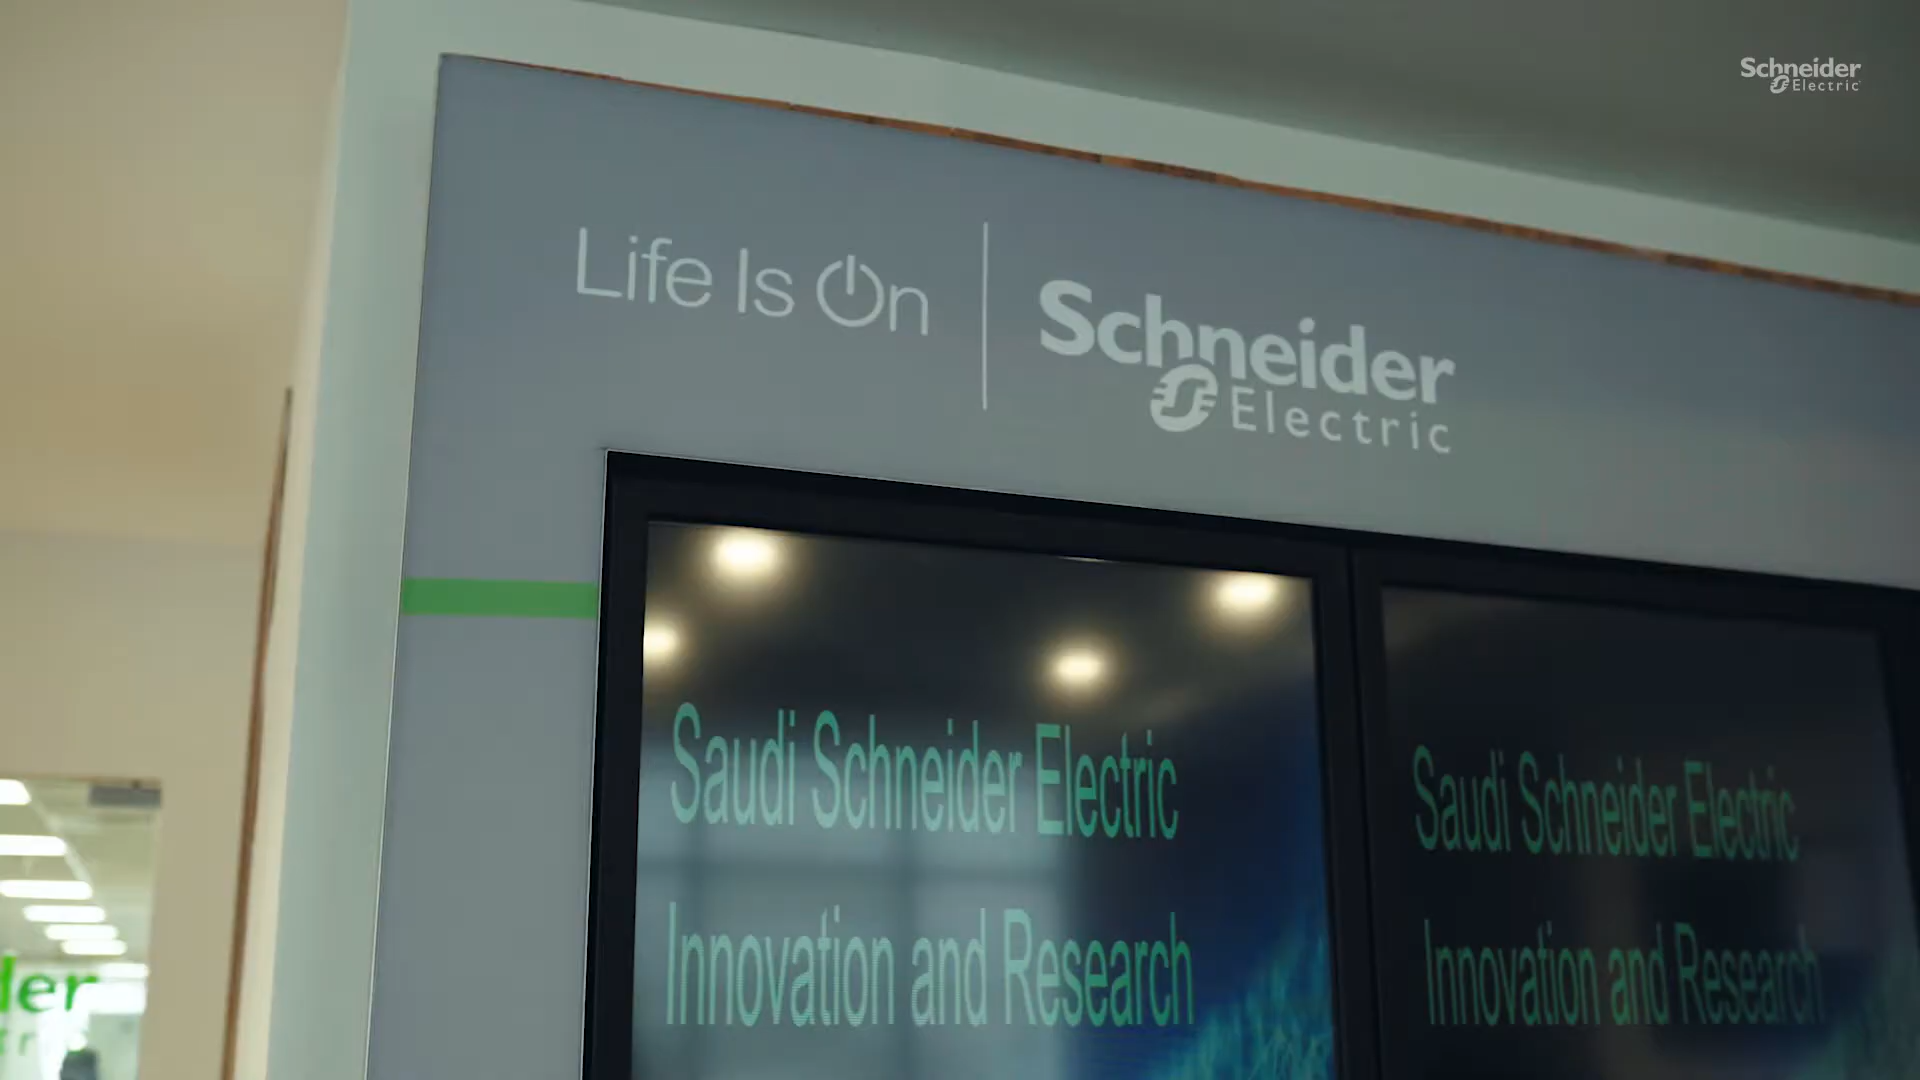 Schneider
Electric
Life Is On
Schneider
Electric
Saudi Schneider Electric
Innovation and Research
Saudi Schneider Electric
Innovation and Research
der